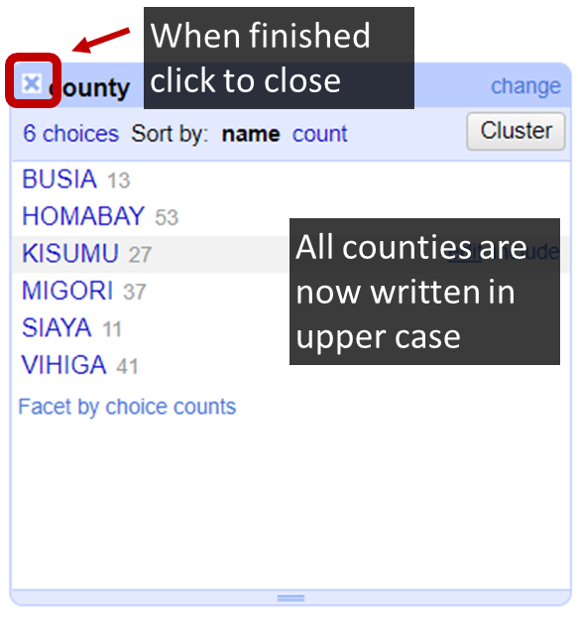 When finished
click to close
county
change
6 choices Sort by: name count
Cluster
BUSIA 13
HOMABAY 53
KISUMU 27
MIGORI 37
SIAYA 11
VIHIGA 41
All counties are
now written in
upper case
Facet by choice counts